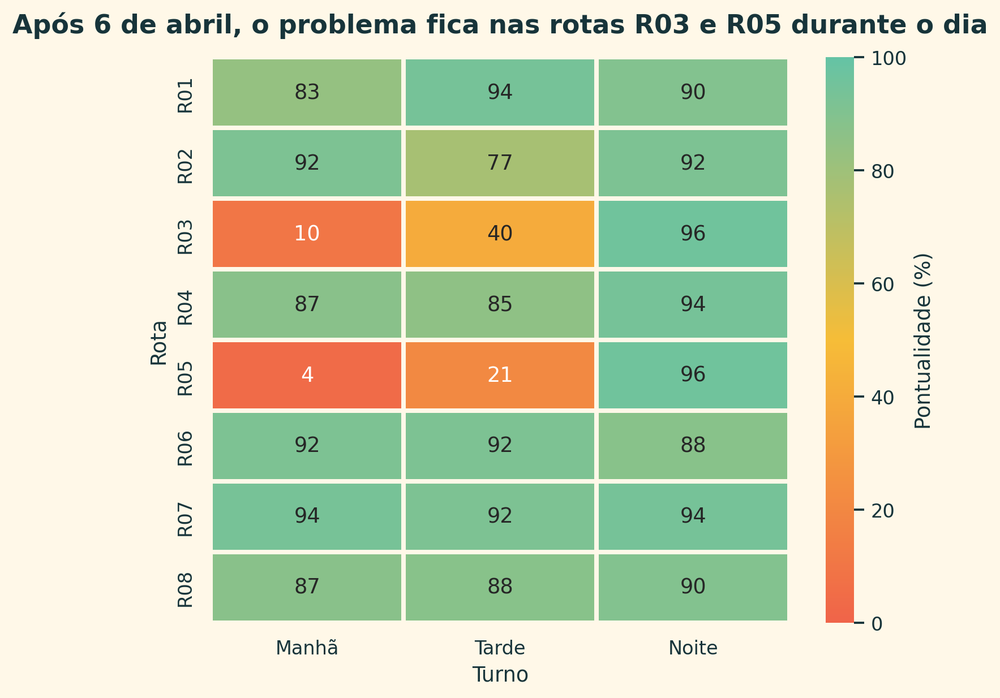 Após 6 de abril, o problema fica nas rotas R03 e R05 durante o dia
R01 83 94 90
R02 92 77 92
R03 10 40 96
R04 87 85 94
R05 4 21 96
R06 92 92 88
R07 94 92 94
R08 87 88 90
Rota
Manhã Tarde Noite
Turno
100
80
60
40
20
0
Pontualidade (%)